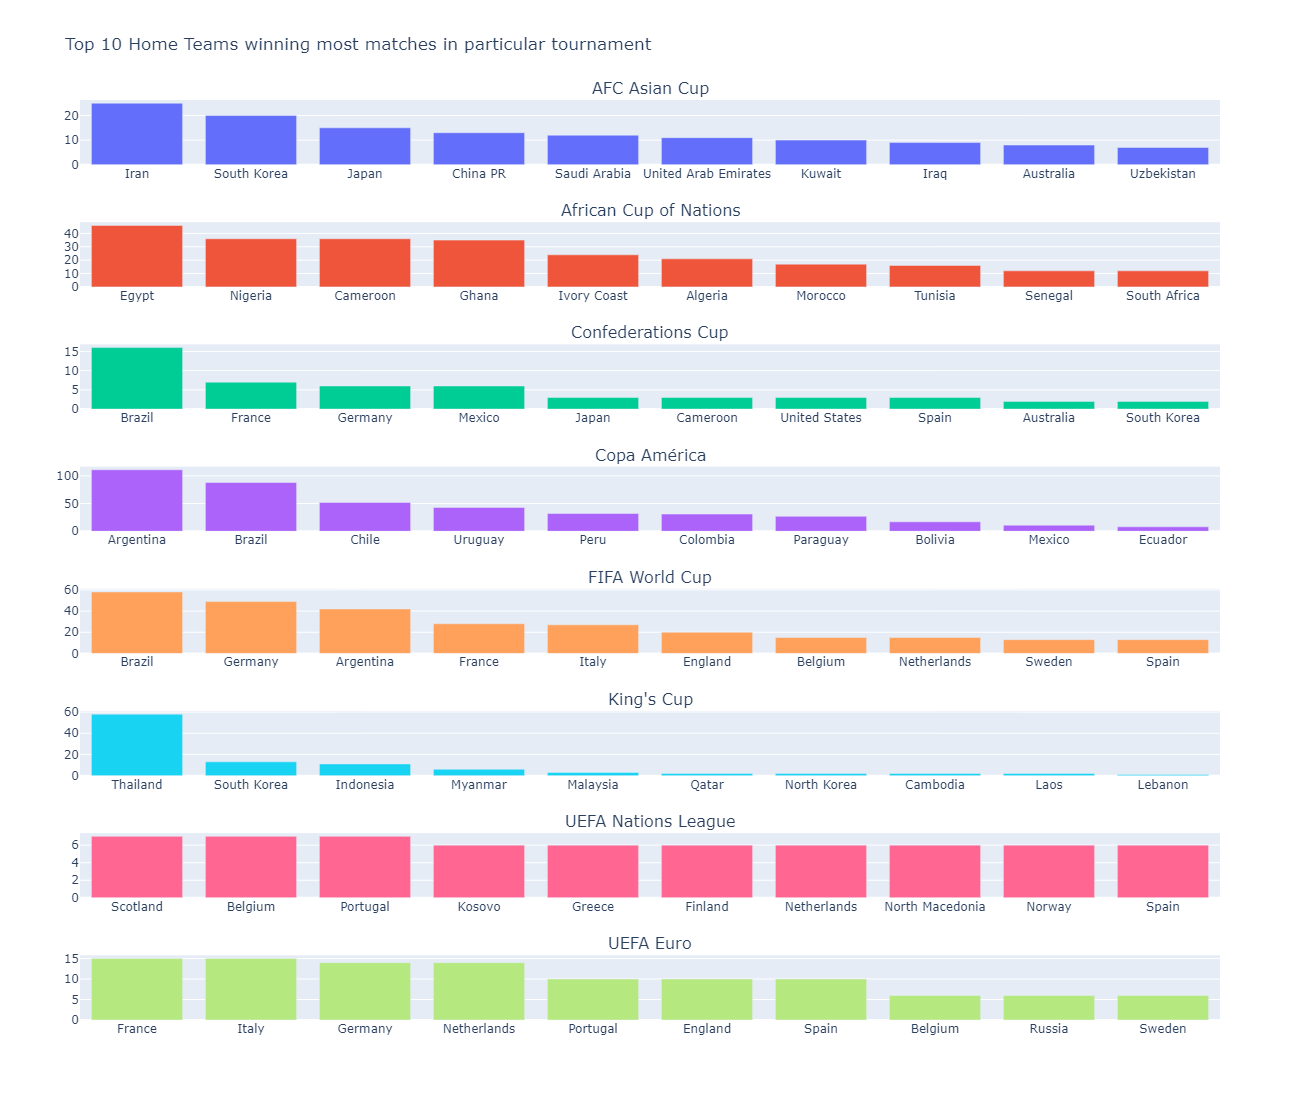 Top 10 Home Teams winning most matches in particular tournament
AFC Asian Cup
20
10
0
Iran South Korea Japan China PR Saudi Arabia United Arab Emirates Kuwait Iraq Australia Uzbekistan
African Cup of Nations
40
30
20
10
0
Egypt Nigeria Cameroon Ghana Ivory Coast Algeria Morocco Tunisia Senegal South Africa
Confederations Cup
15
10
5
0
Brazil France Germany Mexico Japan Cameroon United States Spain Australia South Korea
Copa América
100
50
0
Argentina Brazil Chile Uruguay Peru Colombia Paraguay Bolivia Mexico Ecuador
FIFA World Cup
60
40
20
0
Brazil Germany Argentina France Italy England Belgium Netherlands Sweden Spain
King's Cup
60
40
20
0
Thailand South Korea Indonesia Myanmar Malaysia Qatar North Korea Cambodia Laos Lebanon
UEFA Nations League
6
4
2
0
Scotland Belgium Portugal Kosovo Greece Finland Netherlands North Macedonia Norway Spain
UEFA Euro
15
10
5
0
France Italy Germany Netherlands Portugal England Spain Belgium Russia Sweden